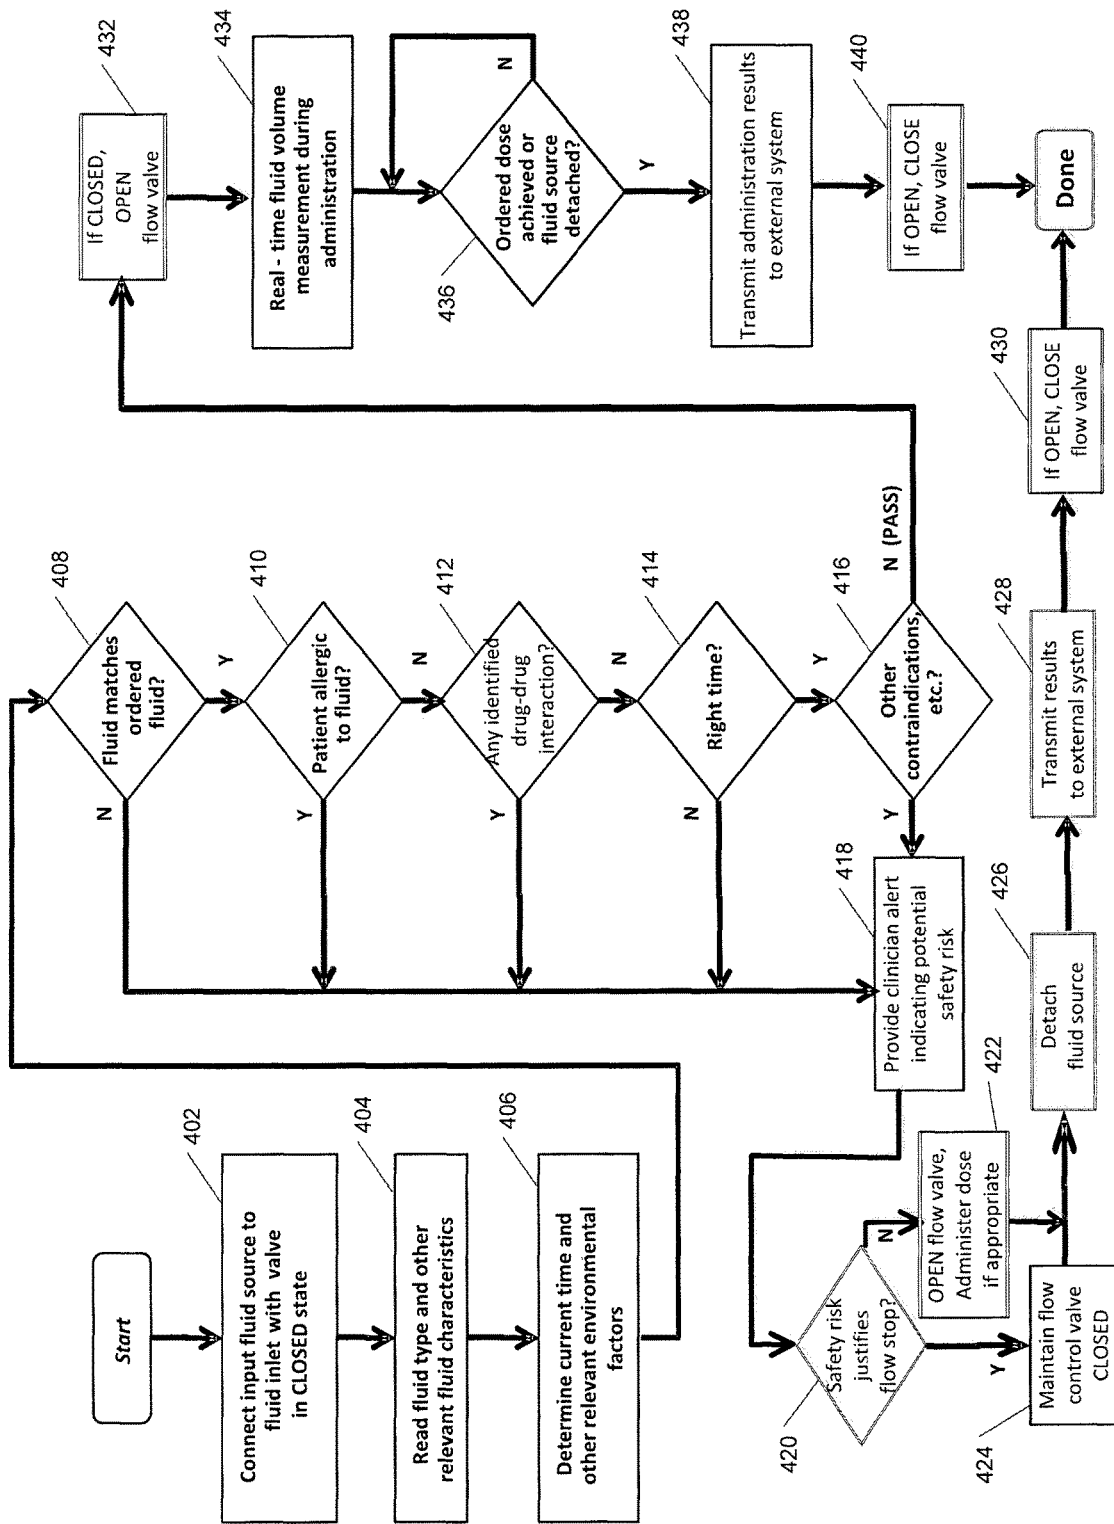 Start
402
Connect input fluid source to
fluid inlet with valve
in CLOSED state
404
Read fluid type and other
relevant fluid characteristics
406
Determine current time and
other relevant environmental
factors
408
Fluid matches
ordered
fluid?
N
Y
410
Patient allergic
to fluid?
Y
N
412
Any identified
drug-drug
interaction?
Y
N
414
Right time?
N
Y
416
Other
contraindications,
etc.?
Y
N (PASS)
418
Provide clinician alert
indicating potential
safety risk
420
Safety risk
justifies
flow stop?
N
Y
422
OPEN flow valve,
Administer dose
if appropriate
424
Maintain flow
control valve
CLOSED
426
Detach
fluid source
428
Transmit results
to external system
430
If OPEN, CLOSE
flow valve
432
If CLOSED,
OPEN
flow valve
434
Real - time fluid volume
measurement during
administration
436
Ordered dose
achieved or
fluid source
detached?
N
Y
438
Transmit administration results
to external system
440
If OPEN, CLOSE
flow valve
Done